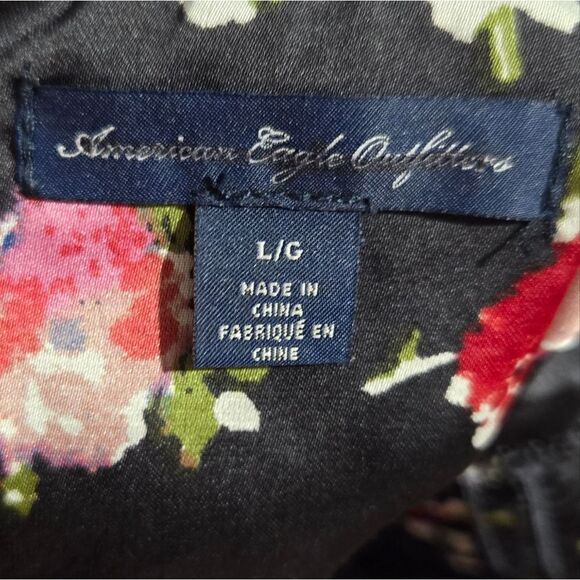 American Eagle Outfitters
L/G
MADE IN
CHINA
FABRIQUÉ EN
CHINE